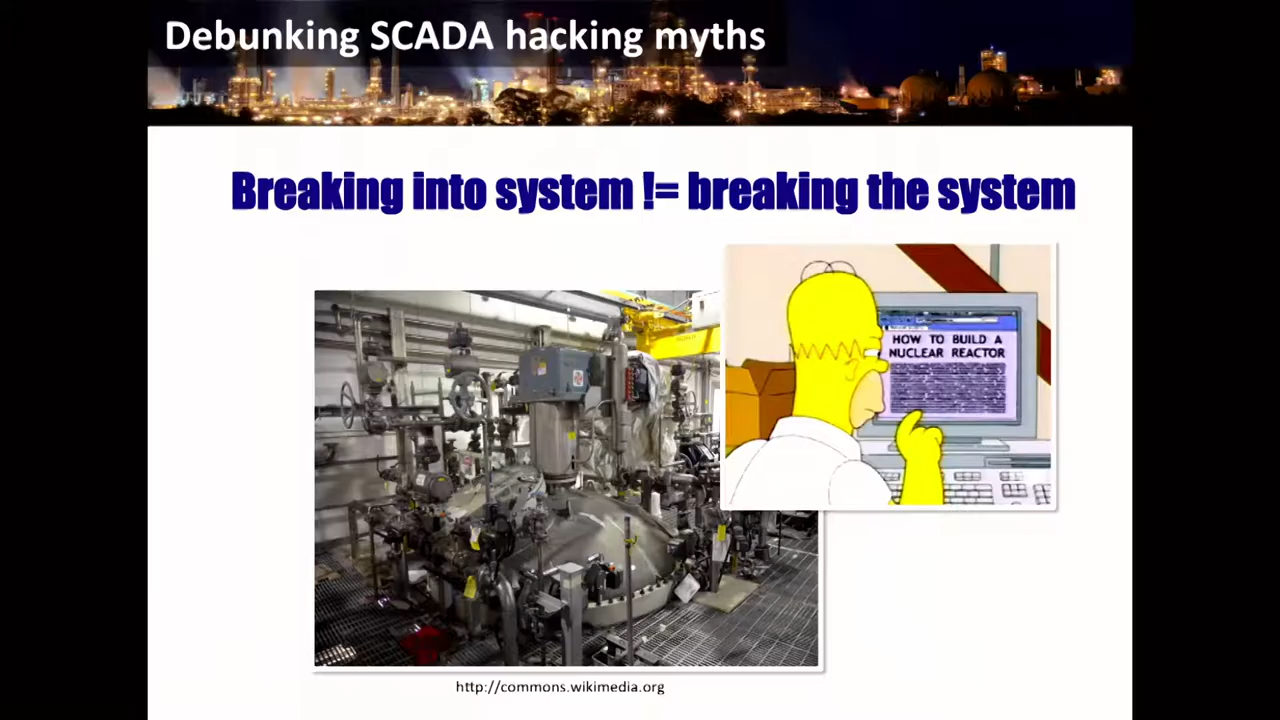 Debunking SCADA hacking myths
Breaking into system != breaking the system
HOW TO BUILD A
NUCLEAR REACTOR
http://commons.wikimedia.org